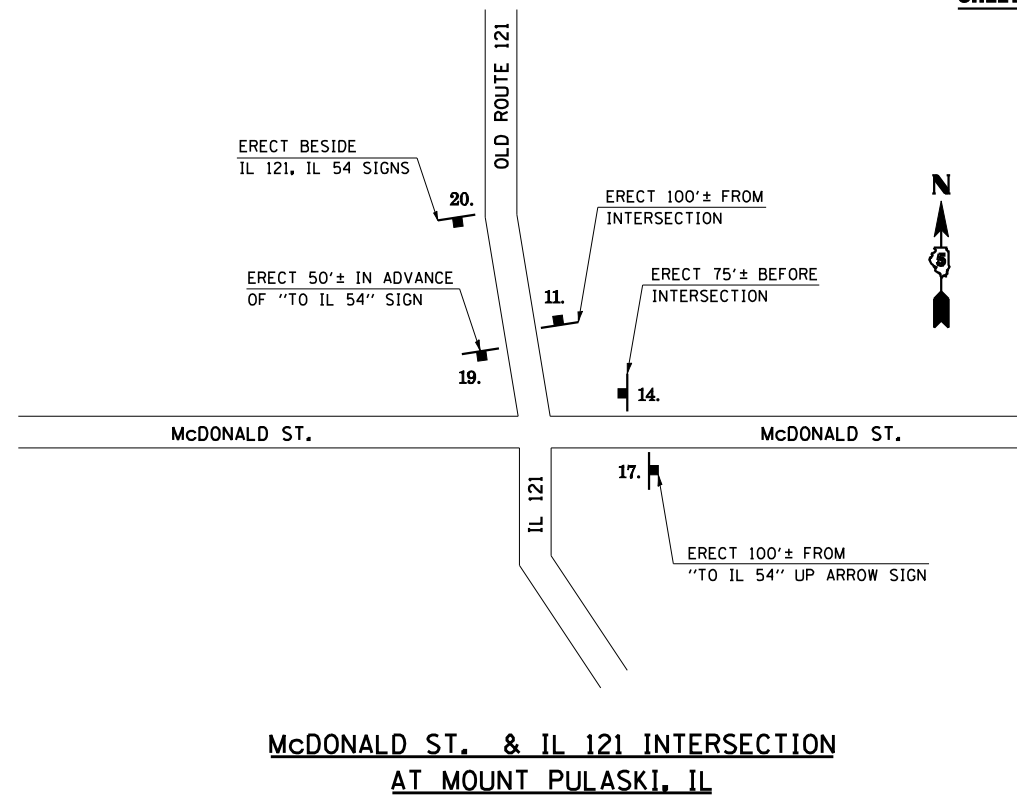 OLD ROUTE 121
ERECT BESIDE
IL 121, IL 54 SIGNS
20.
ERECT 100'± FROM
INTERSECTION
N
5
ERECT 50'± IN ADVANCE
OF "TO IL 54" SIGN
11.
ERECT 75'± BEFORE
INTERSECTION
19.
14.
McDONALD ST.
McDONALD ST.
17.
IL 121
ERECT 100'± FROM
"TO IL 54" UP ARROW SIGN
McDONALD ST. & IL 121 INTERSECTION
AT MOUNT PULASKI, IL